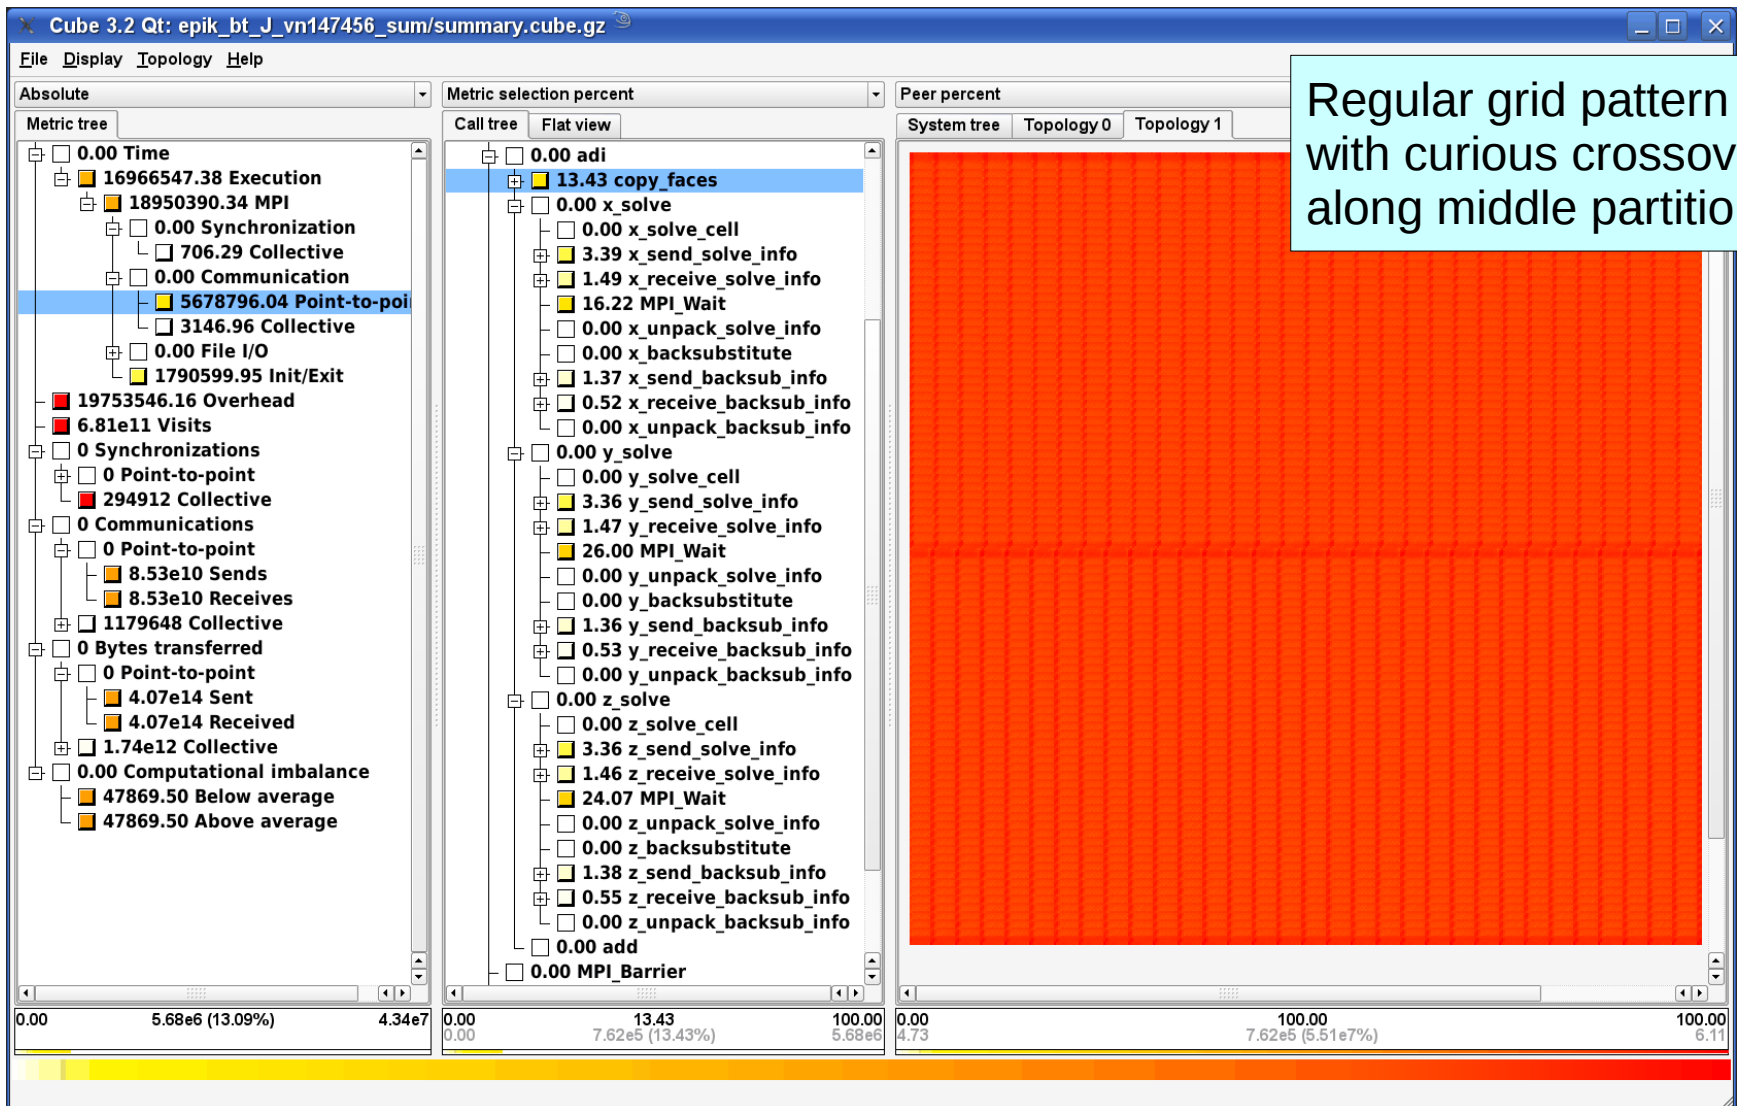 Cube 3.2 Qt: epik_bt_J_vn147456_sum/summary.cube.gz
File Display Topology Help
Regular grid pattern
with curious crossov
along middle partitio
Absolute
Metric tree
0.00 Time
16966547.38 Execution
18950390.34 MPI
0.00 Synchronization
706.29 Collective
0.00 Communication
5678796.04 Point-to-poi
3146.96 Collective
0.00 File I/O
1790599.95 Init/Exit
19753546.16 Overhead
6.81e11 Visits
0 Synchronizations
0 Point-to-point
294912 Collective
0 Communications
0 Point-to-point
8.53e10 Sends
8.53e10 Receives
1179648 Collective
0 Bytes transferred
0 Point-to-point
4.07e14 Sent
4.07e14 Received
1.74e12 Collective
0.00 Computational imbalance
47869.50 Below average
47869.50 Above average
0.00 5.68e6 (13.09%) 4.34e7
Metric selection percent
Call tree Flat view
0.00 adi
13.43 copy_faces
0.00 x_solve
0.00 x_solve_cell
3.39 x_send_solve_info
1.49 x_receive_solve_info
16.22 MPI_Wait
0.00 x_unpack_solve_info
0.00 x_backsubstitute
1.37 x_send_backsub_info
0.52 x_receive_backsub_info
0.00 x_unpack_backsub_info
0.00 y_solve
0.00 y_solve_cell
3.36 y_send_solve_info
1.47 y_receive_solve_info
26.00 MPI_Wait
0.00 y_unpack_solve_info
0.00 y_backsubstitute
1.36 y_send_backsub_info
0.53 y_receive_backsub_info
0.00 y_unpack_backsub_info
0.00 z_solve
0.00 z_solve_cell
3.36 z_send_solve_info
1.46 z_receive_solve_info
24.07 MPI_Wait
0.00 z_unpack_solve_info
0.00 z_backsubstitute
1.38 z_send_backsub_info
0.55 z_receive_backsub_info
0.00 z_unpack_backsub_info
0.00 add
0.00 MPI_Barrier
0.00 13.43 100.00
0.00 7.62e5 (13.43%) 5.68e6
Peer percent
System tree Topology 0 Topology 1
0.00 100.00 100.00
4.73 7.62e5 (5.51e7%) 6.11